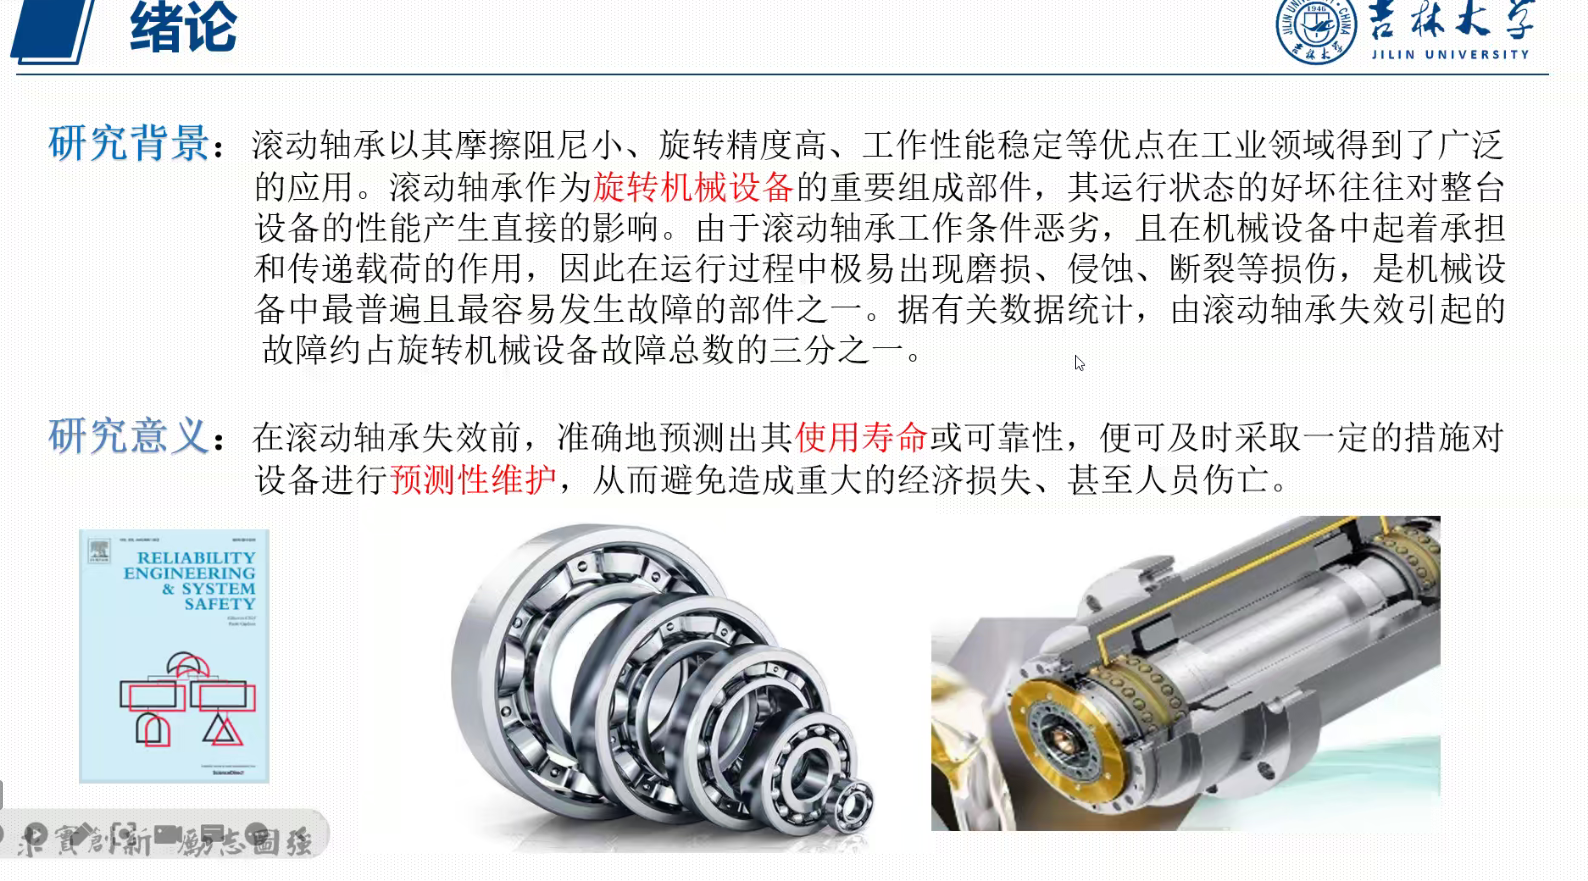 绪论
吉林大学
JILIN UNIVERSITY
JILIN UNIVERSITY · CHINA
1946
吉林大学
研究背景：滚动轴承以其摩擦阻尼小、旋转精度高、工作性能稳定等优点在工业领域得到了广泛
的应用。滚动轴承作为旋转机械设备的重要组成部件，其运行状态的好坏往往对整台
设备的性能产生直接的影响。由于滚动轴承工作条件恶劣，且在机械设备中起着承担
和传递载荷的作用，因此在运行过程中极易出现磨损、侵蚀、断裂等损伤，是机械设
备中最普遍且最容易发生故障的部件之一。据有关数据统计，由滚动轴承失效引起的
故障约占旋转机械设备故障总数的三分之一。
研究意义：在滚动轴承失效前，准确地预测出其使用寿命或可靠性，便可及时采取一定的措施对
设备进行预测性维护，从而避免造成重大的经济损失、甚至人员伤亡。
RELIABILITY
ENGINEERING
& SYSTEM
SAFETY
ScienceDirect
求實創新 勵志圖強